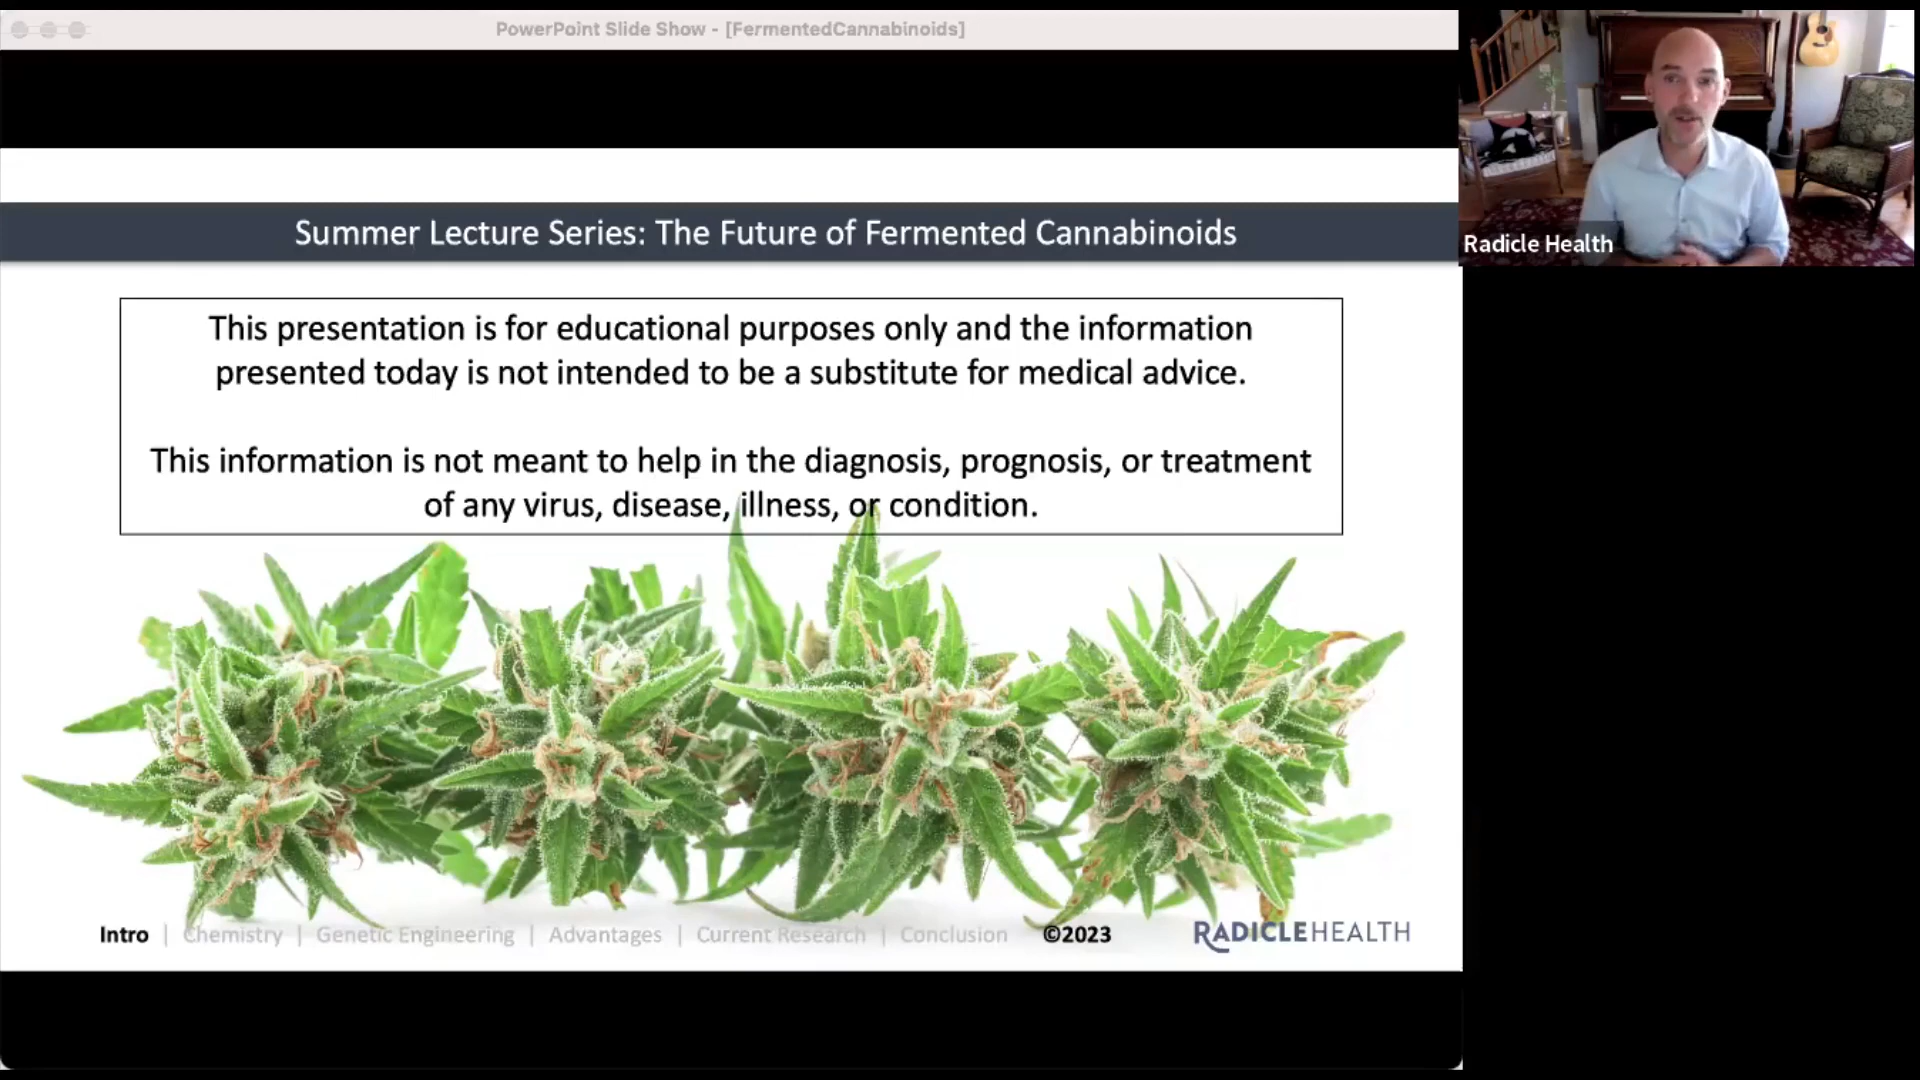 PowerPoint Slide Show - [FermentedCannabinoids]
Radicle Health
Summer Lecture Series: The Future of Fermented Cannabinoids
This presentation is for educational purposes only and the information
presented today is not intended to be a substitute for medical advice.
This information is not meant to help in the diagnosis, prognosis, or treatment
of any virus, disease, illness, or condition.
Intro | Chemistry | Genetic Engineering | Advantages | Current Research | Conclusion ©2023 RADICLEHEALTH